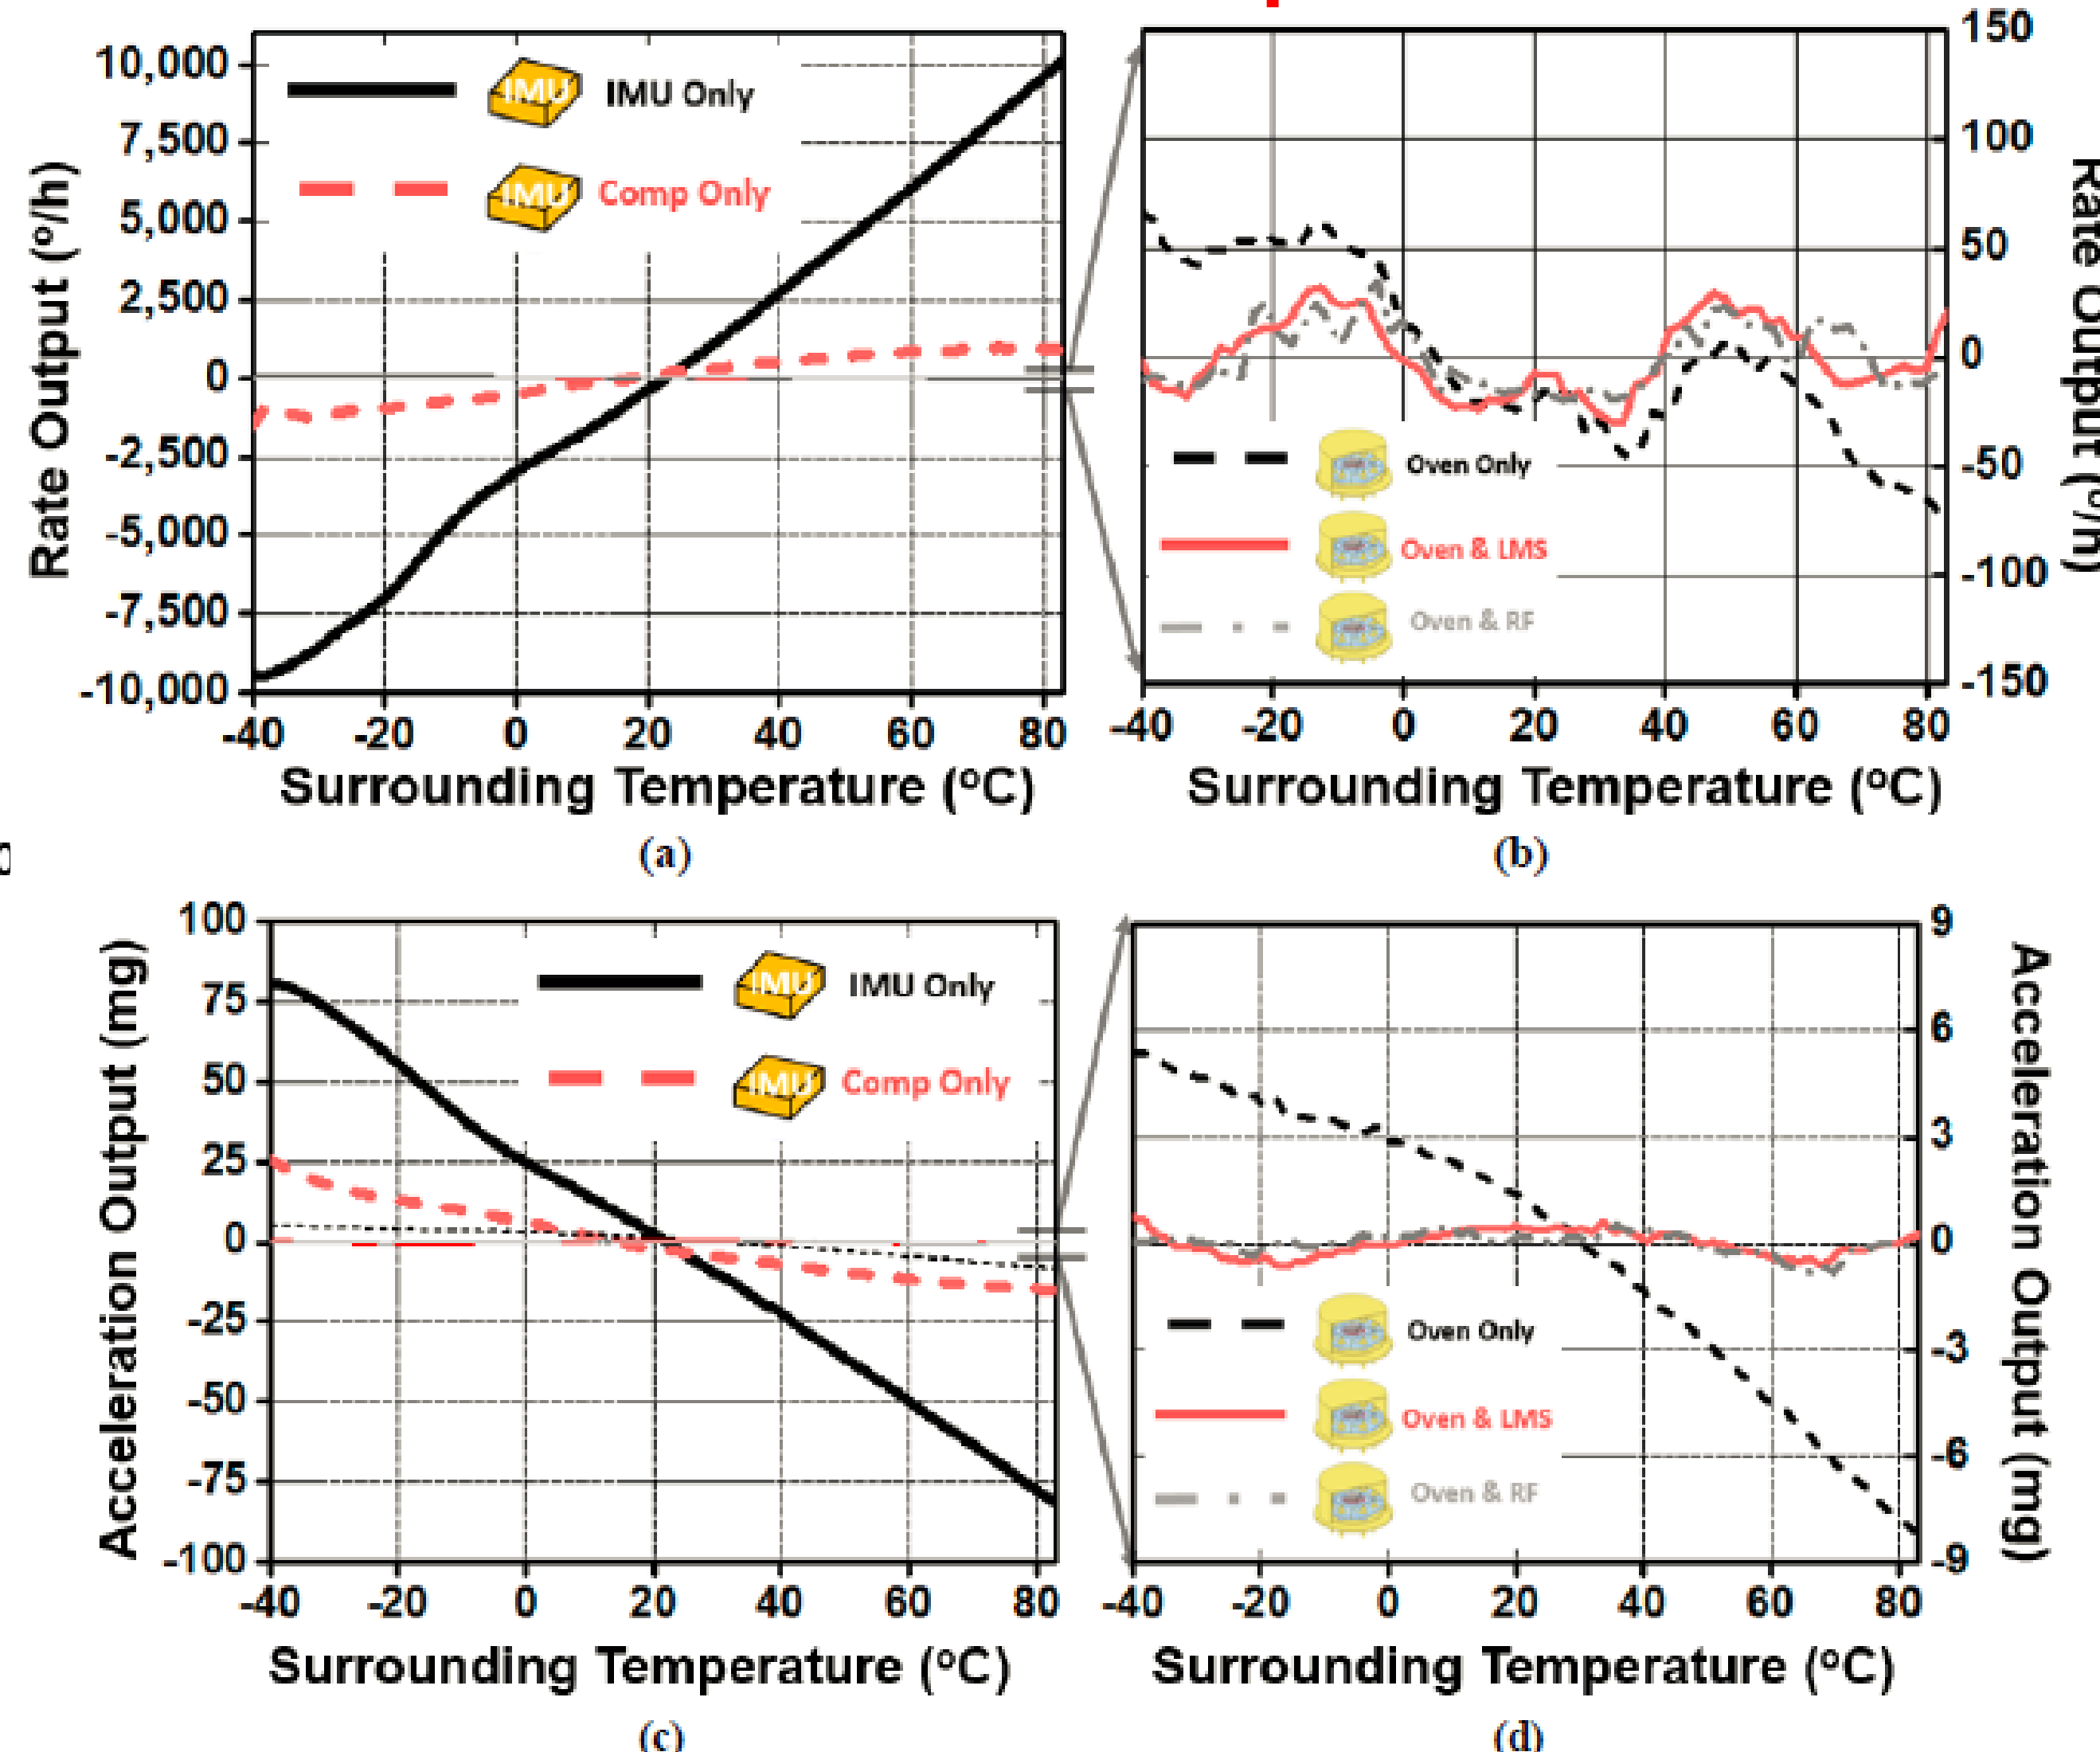 10,000
7,500
5,000
2,500
0
-2,500
-5,000
-7,500
-10,000
Rate Output (º/h)
IMU IMU Only
IMU Comp Only
-40 -20 0 20 40 60 80
Surrounding Temperature (ºC)
(a)
150
100
50
0
-50
-100
-150
Rate Output (º/h)
Oven Only
Oven & LMS
Oven & RF
-40 -20 0 20 40 60 80
Surrounding Temperature (ºC)
(b)
100
75
50
25
0
-25
-50
-75
-100
Acceleration Output (mg)
IMU IMU Only
IMU Comp Only
-40 -20 0 20 40 60 80
Surrounding Temperature (ºC)
(c)
9
6
3
0
-3
-6
-9
Acceleration Output (mg)
Oven Only
Oven & LMS
Oven & RF
-40 -20 0 20 40 60 80
Surrounding Temperature (ºC)
(d)